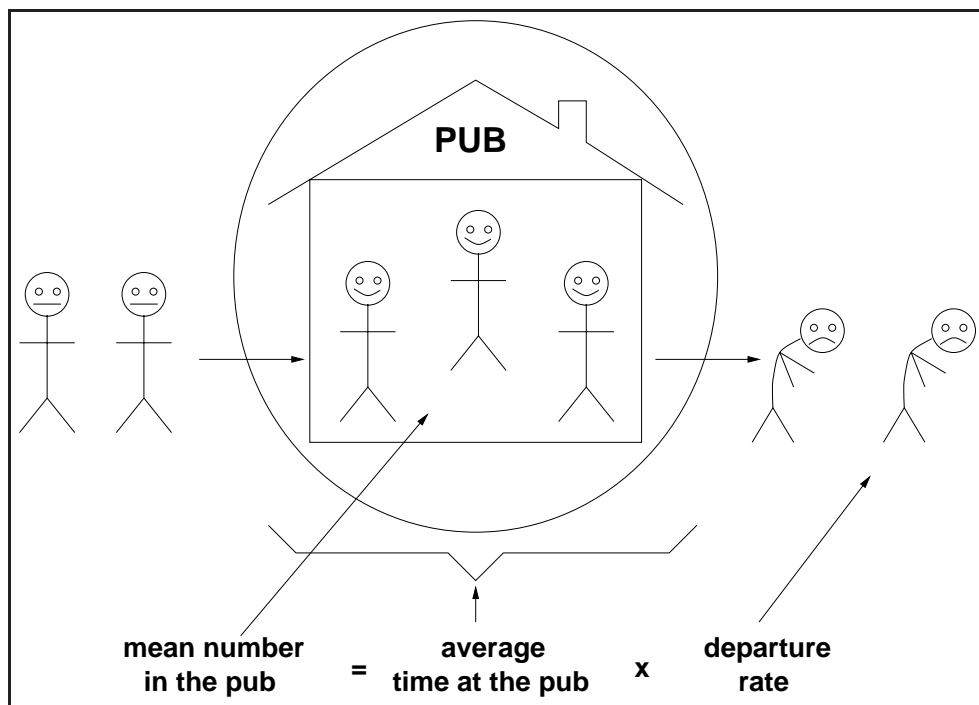 PUB
mean number
in the pub
=
average
time at the pub
x
departure
rate